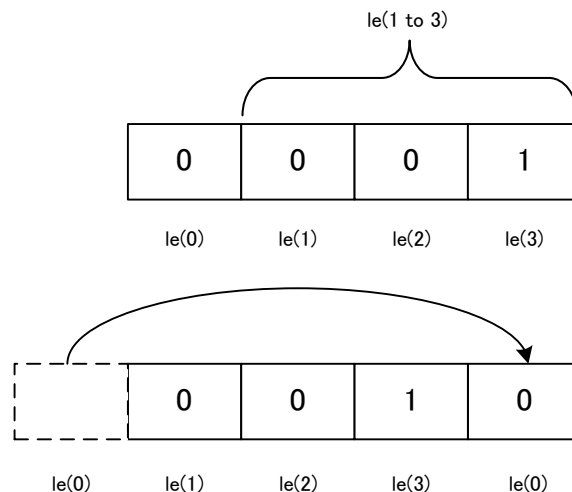 le(1 to 3)
0 0 0 1
le(0) le(1) le(2) le(3)
0 0 1 0
le(0) le(1) le(2) le(3) le(0)